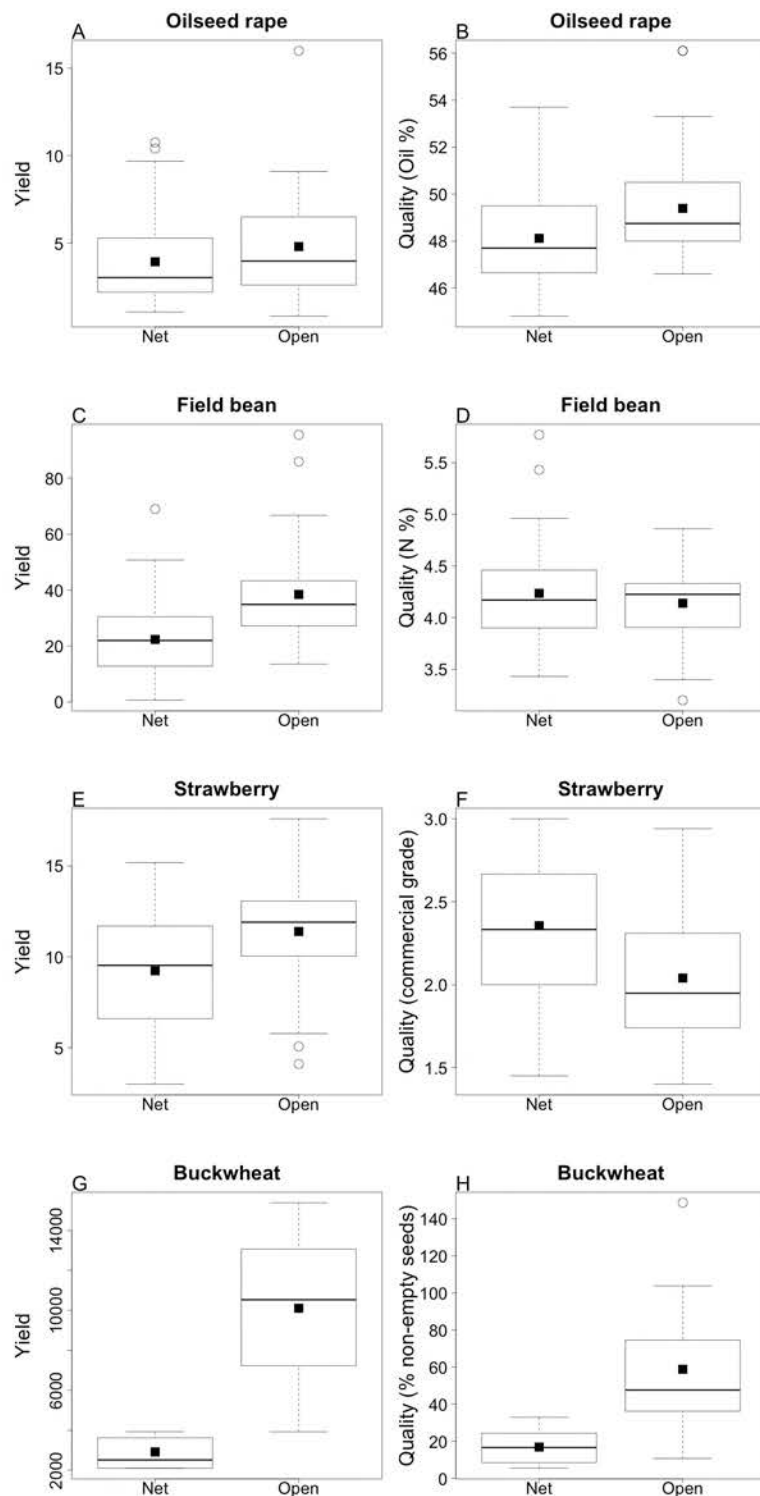 A Oilseed rape
Yield
15
10
5
Net Open
B Oilseed rape
Quality (Oil %)
56
54
52
50
48
46
Net Open
C Field bean
Yield
80
60
40
20
0
Net Open
D Field bean
Quality (N %)
5.5
5.0
4.5
4.0
3.5
Net Open
E Strawberry
Yield
15
10
5
Net Open
F Strawberry
Quality (commercial grade)
3.0
2.5
2.0
1.5
Net Open
G Buckwheat
Yield
14000
10000
6000
2000
Net Open
H Buckwheat
Quality (% non-empty seeds)
140
120
100
80
60
40
20
0
Net Open